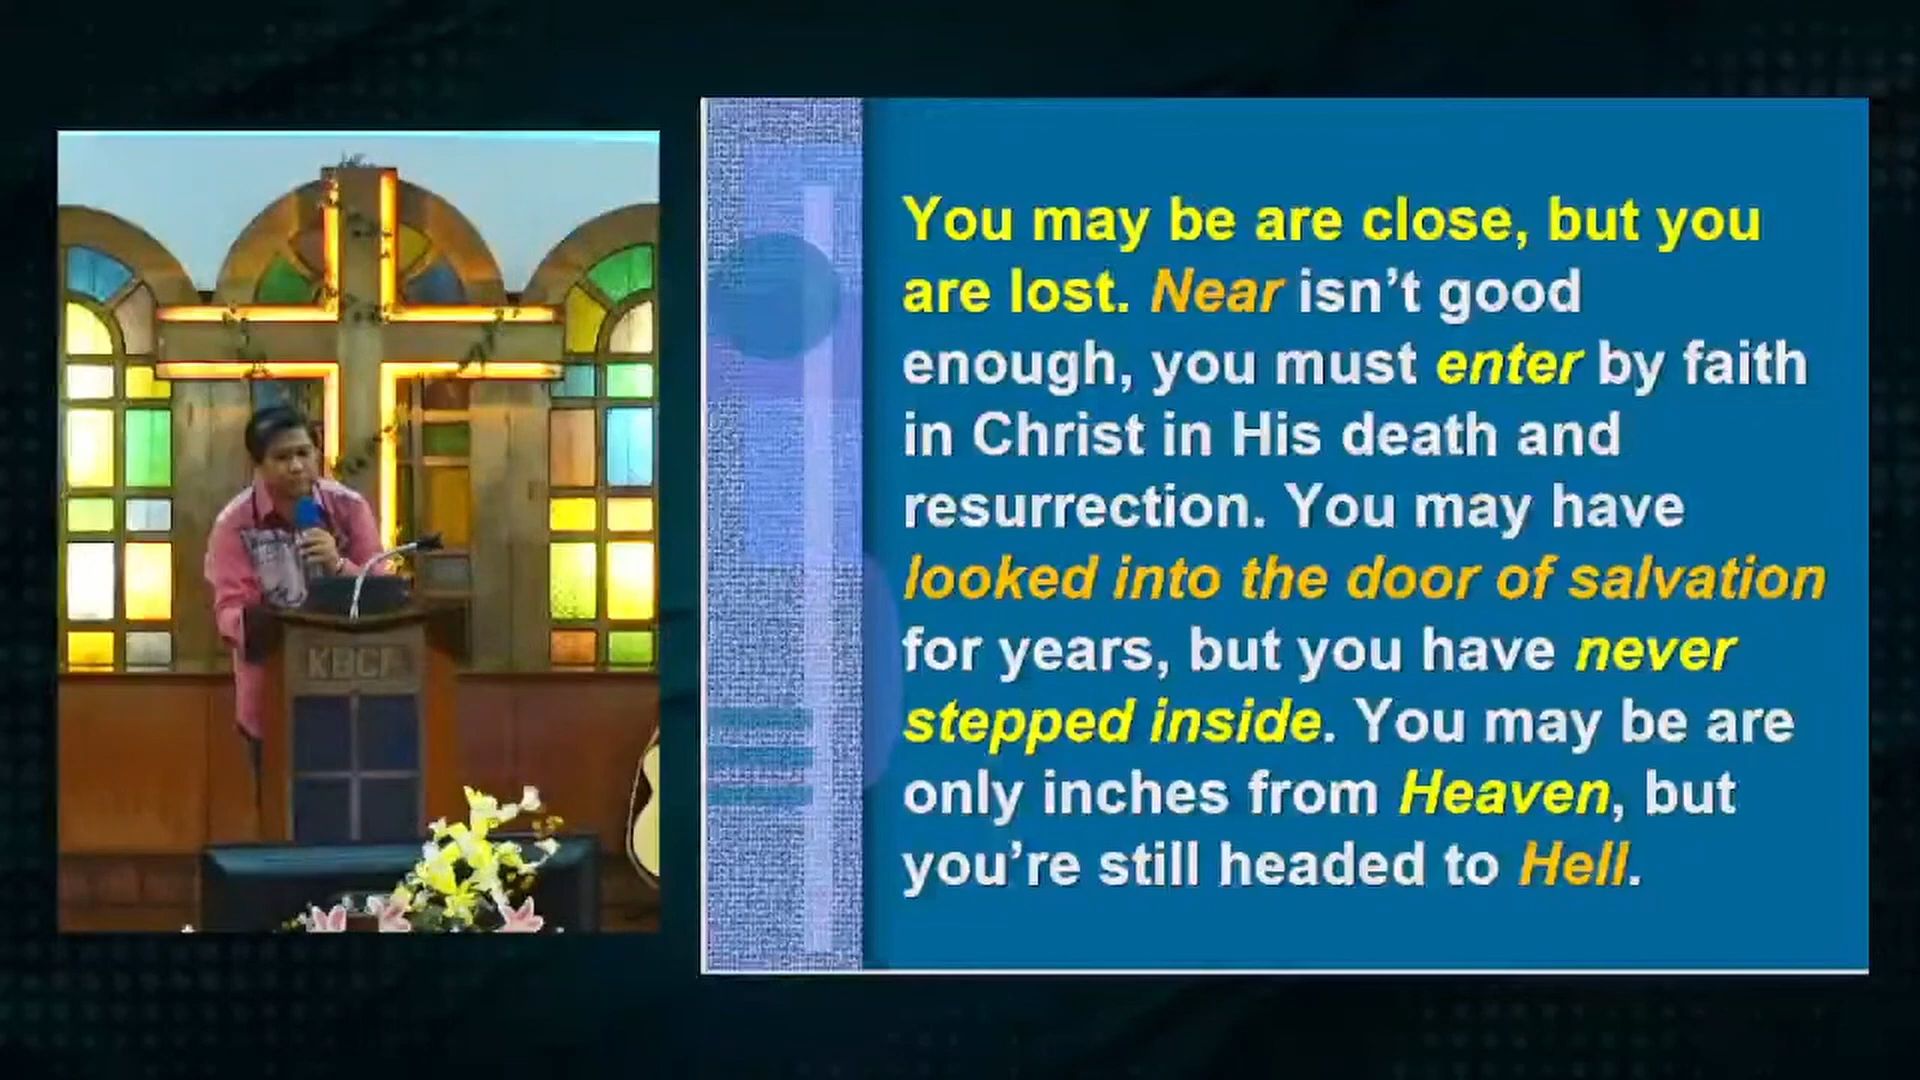 KBCF
You may be are close, but you
are lost. Near isn’t good
enough, you must enter by faith
in Christ in His death and
resurrection. You may have
looked into the door of salvation
for years, but you have never
stepped inside. You may be are
only inches from Heaven, but
you’re still headed to Hell.